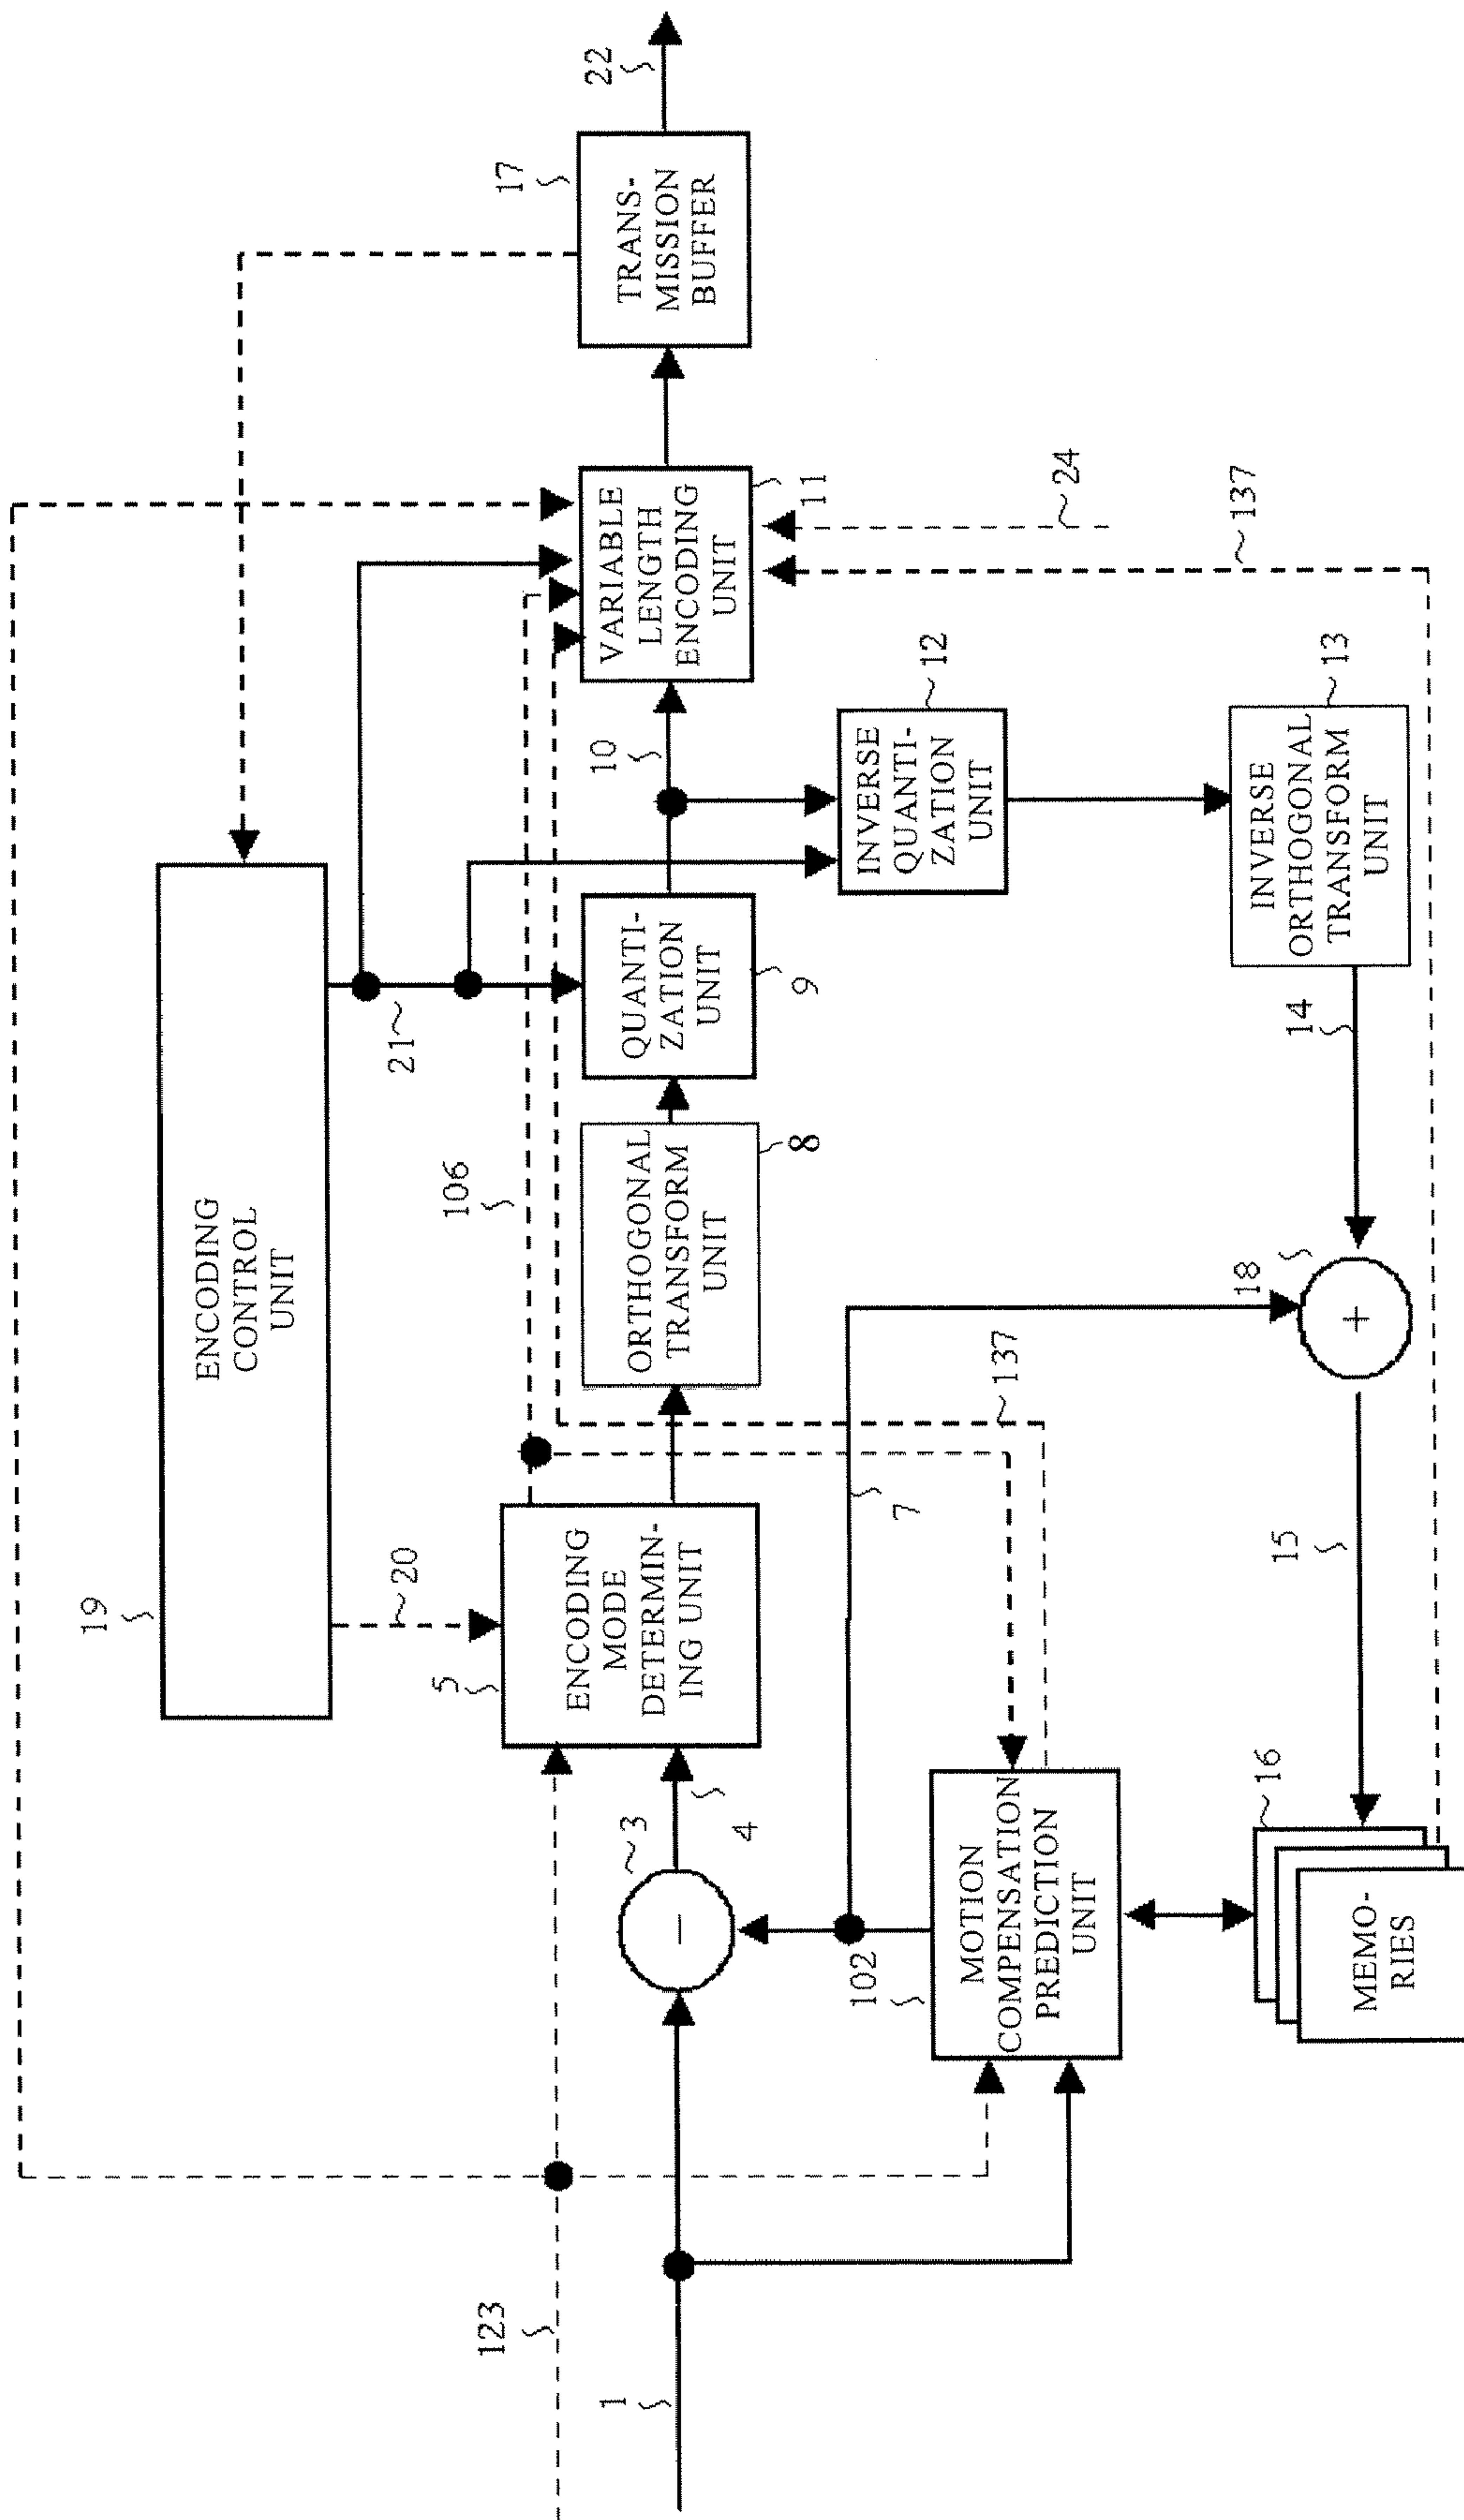 19
ENCODING
CONTROL
UNIT
123
1
3
4
5
ENCODING
MODE
DETERMIN-
ING UNIT
20
106
21
ORTHOGONAL
TRANSFORM
UNIT
8
QUANTI-
ZATION
UNIT
9
10
VARIABLE
LENGTH
ENCODING
UNIT
11
17
TRANS-
MISSION
BUFFER
22
24
137
102
MOTION
COMPENSATION
PREDICTION
UNIT
7
137
INVERSE
QUANTI-
ZATION
UNIT
12
INVERSE
ORTHOGONAL
TRANSFORM
UNIT
13
14
18
+
−
15
16
MEMO-
RIES